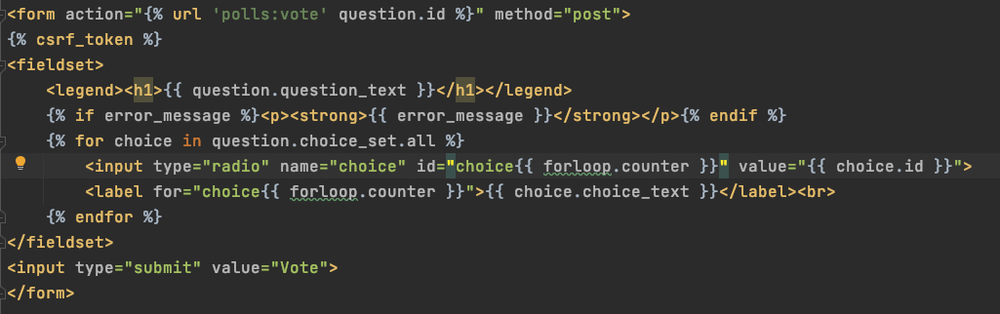 <form action="{% url 'polls:vote' question.id %}" method="post">
{% csrf_token %}
<fieldset>
    <legend><h1>{{ question.question_text }}</h1></legend>
    {% if error_message %}<p><strong>{{ error_message }}</strong></p>{% endif %}
    {% for choice in question.choice_set.all %}
        <input type="radio" name="choice" id="choice{{ forloop.counter }}" value="{{ choice.id }}">
        <label for="choice{{ forloop.counter }}">{{ choice.choice_text }}</label><br>
    {% endfor %}
</fieldset>
<input type="submit" value="Vote">
</form>